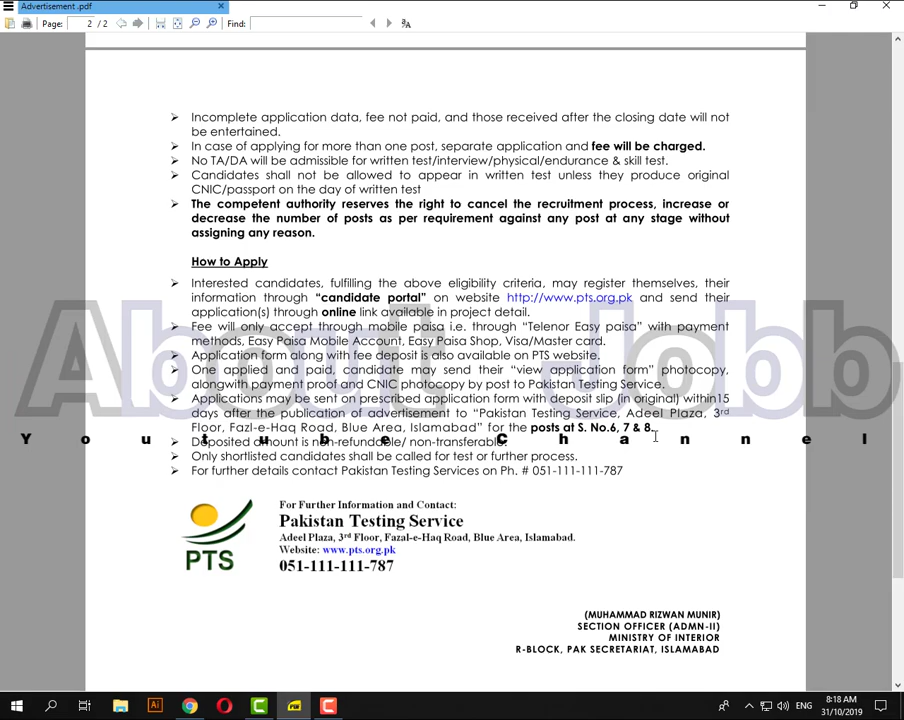 Advertisement .pdf
Page: 2 / 2 Find:
Incomplete application data, fee not paid, and those received after the closing date will not
be entertained.
In case of applying for more than one post, separate application and fee will be charged.
No TA/DA will be admissible for written test/interview/physical/endurance & skill test.
Candidates shall not be allowed to appear in written test unless they produce original
CNIC/passport on the day of written test
The competent authority reserves the right to cancel the recruitment process, increase or
decrease the number of posts as per requirement against any post at any stage without
assigning any reason.
How to Apply
Interested candidates, fulfilling the above eligibility criteria, may register themselves, their
information through “candidate portal” on website http://www.pts.org.pk and send their
application(s) through online link available in project detail.
Fee will only accept through mobile paisa i.e. through “Telenor Easy paisa” with payment
methods, Easy Paisa Mobile Account, Easy Paisa Shop, Visa/Master card.
Application form along with fee deposit is also available on PTS website.
One applied and paid, candidate may send their “view application form” photocopy,
alongwith payment proof and CNIC photocopy by post to Pakistan Testing Service.
Applications may be sent on prescribed application form with deposit slip (in original) within15
days after the publication of advertisement to “Pakistan Testing Service, Adeel Plaza, 3rd
Floor, Fazl-e-Haq Road, Blue Area, Islamabad” for the posts at S. No.6, 7 & 8.
Deposited amount is non-refundable/ non-transferable.
Only shortlisted candidates shall be called for test or further process.
For further details contact Pakistan Testing Services on Ph. # 051-111-111-787
About Jobb
Youtube Channel
PTS
For Further Information and Contact:
Pakistan Testing Service
Adeel Plaza, 3rd Floor, Fazal-e-Haq Road, Blue Area, Islamabad.
Website: www.pts.org.pk
051-111-111-787
(MUHAMMAD RIZWAN MUNIR)
SECTION OFFICER (ADMN-II)
MINISTRY OF INTERIOR
R-BLOCK, PAK SECRETARIAT, ISLAMABAD
Ai
ENG
8:18 AM
31/10/2019